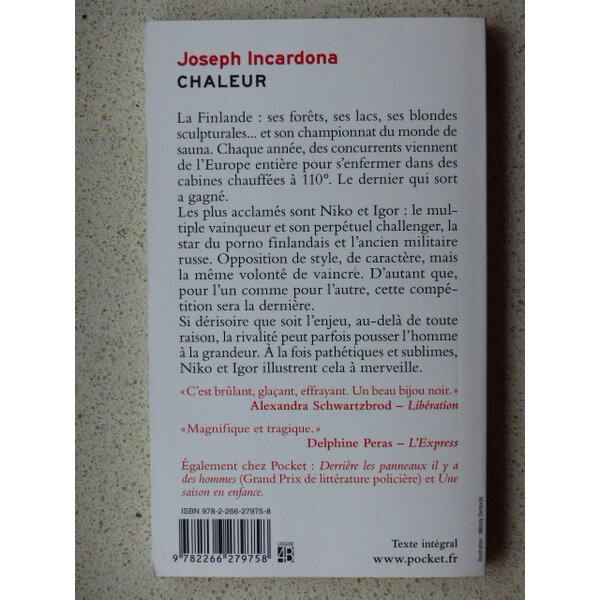 Joseph Incardona
CHALEUR
La Finlande : ses forêts, ses lacs, ses blondes
sculpturales... et son championnat du monde de
sauna. Chaque année, des concurrents viennent
de l'Europe entière pour s'enfermer dans des
cabines chauffées à 110°. Le dernier qui sort
a gagné.
Les plus acclamés sont Niko et Igor : le mul-
tiple vainqueur et son perpétuel challenger, la
star du porno finlandais et l'ancien militaire
russe. Opposition de style, de caractère, mais
la même volonté de vaincre. D'autant que,
pour l'un comme pour l'autre, cette compé-
tition sera la dernière.
Si dérisoire que soit l'enjeu, au-delà de toute
raison, la rivalité peut parfois pousser l'homme
à la grandeur. À la fois pathétiques et sublimes,
Niko et Igor illustrent cela à merveille.
« C'est brûlant, glaçant, effrayant. Un beau bijou noir. »
Alexandra Schwartzbrod – Libération
« Magnifique et tragique. »
Delphine Peras – L'Express
Également chez Pocket : Derrière les panneaux il y a
des hommes (Grand Prix de littérature policière) et Une
saison en enfance.
ISBN 978-2-266-27975-8
9 782266 279758
Texte intégral
www.pocket.fr